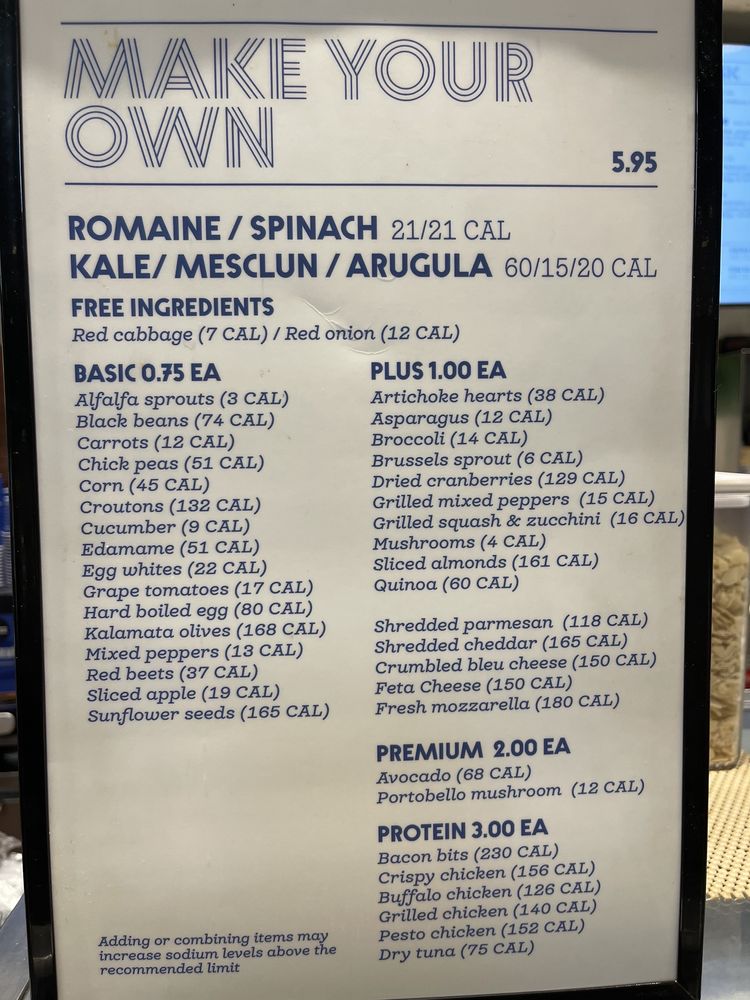 MAKE YOUR
OWN
5.95
ROMAINE / SPINACH 21/21 CAL
KALE/ MESCLUN / ARUGULA 60/15/20 CAL
FREE INGREDIENTS
Red cabbage (7 CAL) / Red onion (12 CAL)
BASIC 0.75 EA
Alfalfa sprouts (3 CAL)
Black beans (74 CAL)
Carrots (12 CAL)
Chick peas (51 CAL)
Corn (45 CAL)
Croutons (132 CAL)
Cucumber (9 CAL)
Edamame (51 CAL)
Egg whites (22 CAL)
Grape tomatoes (17 CAL)
Hard boiled egg (80 CAL)
Kalamata olives (168 CAL)
Mixed peppers (13 CAL)
Red beets (37 CAL)
Sliced apple (19 CAL)
Sunflower seeds (165 CAL)
PLUS 1.00 EA
Artichoke hearts (38 CAL)
Asparagus (12 CAL)
Broccoli (14 CAL)
Brussels sprout (6 CAL)
Dried cranberries (129 CAL)
Grilled mixed peppers (15 CAL)
Grilled squash & zucchini (16 CAL)
Mushrooms (4 CAL)
Sliced almonds (161 CAL)
Quinoa (60 CAL)
Shredded parmesan (118 CAL)
Shredded cheddar (165 CAL)
Crumbled bleu cheese (150 CAL)
Feta Cheese (150 CAL)
Fresh mozzarella (180 CAL)
PREMIUM 2.00 EA
Avocado (68 CAL)
Portobello mushroom (12 CAL)
PROTEIN 3.00 EA
Bacon bits (230 CAL)
Crispy chicken (156 CAL)
Buffalo chicken (126 CAL)
Grilled chicken (140 CAL)
Pesto chicken (152 CAL)
Dry tuna (75 CAL)
Adding or combining items may
increase sodium levels above the
recommended limit